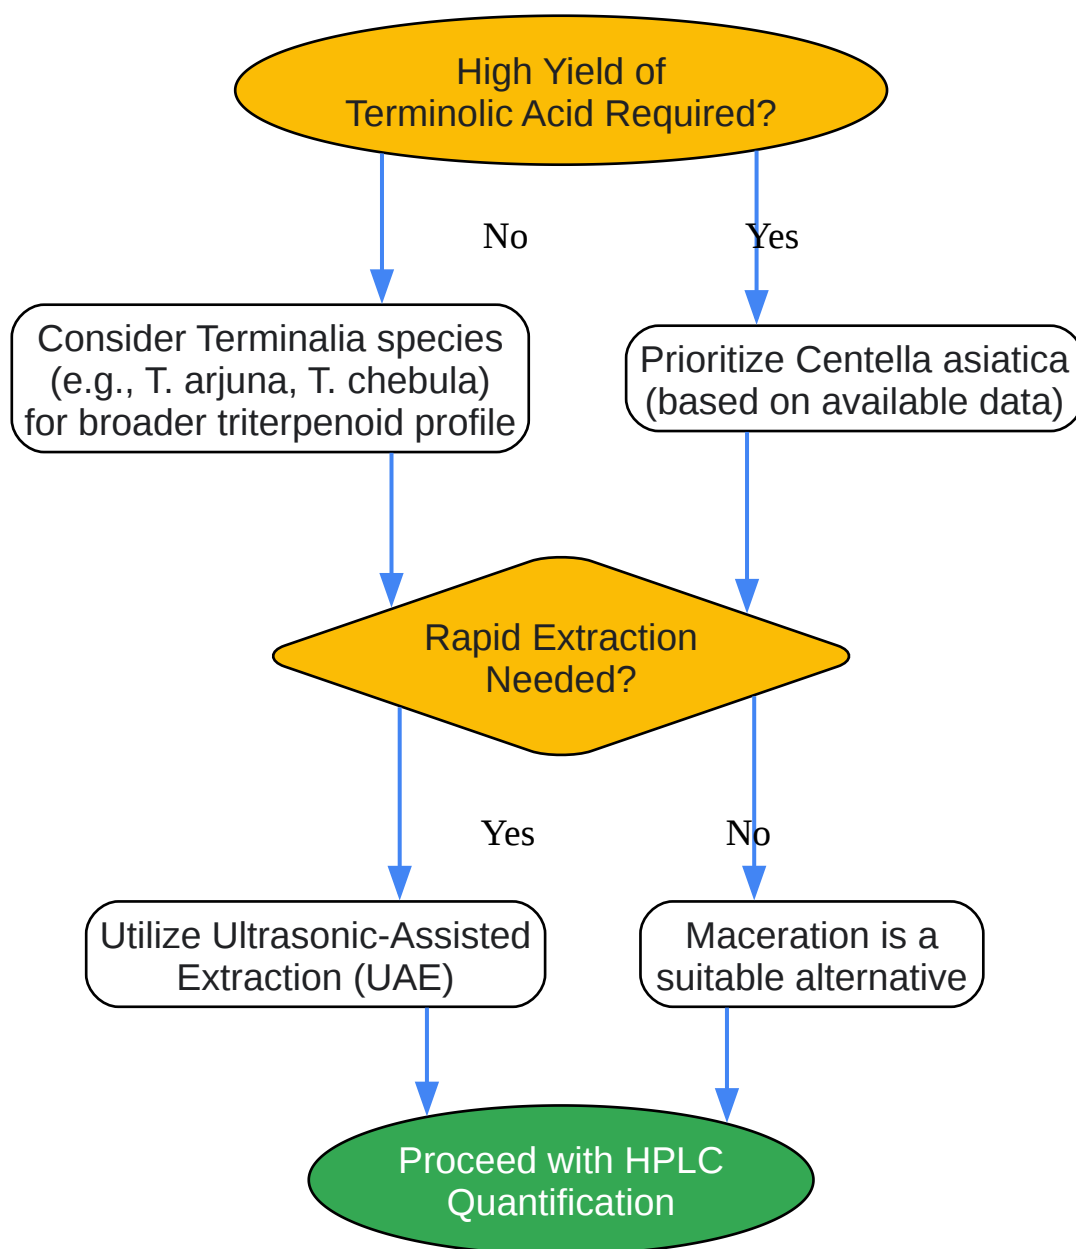 High Yield of
Terminolic Acid Required?
No
Yes
Consider Terminalia species
(e.g., T. arjuna, T. chebula)
for broader triterpenoid profile
Prioritize Centella asiatica
(based on available data)
Rapid Extraction
Needed?
Yes
No
Utilize Ultrasonic-Assisted
Extraction (UAE)
Maceration is a
suitable alternative
Proceed with HPLC
Quantification